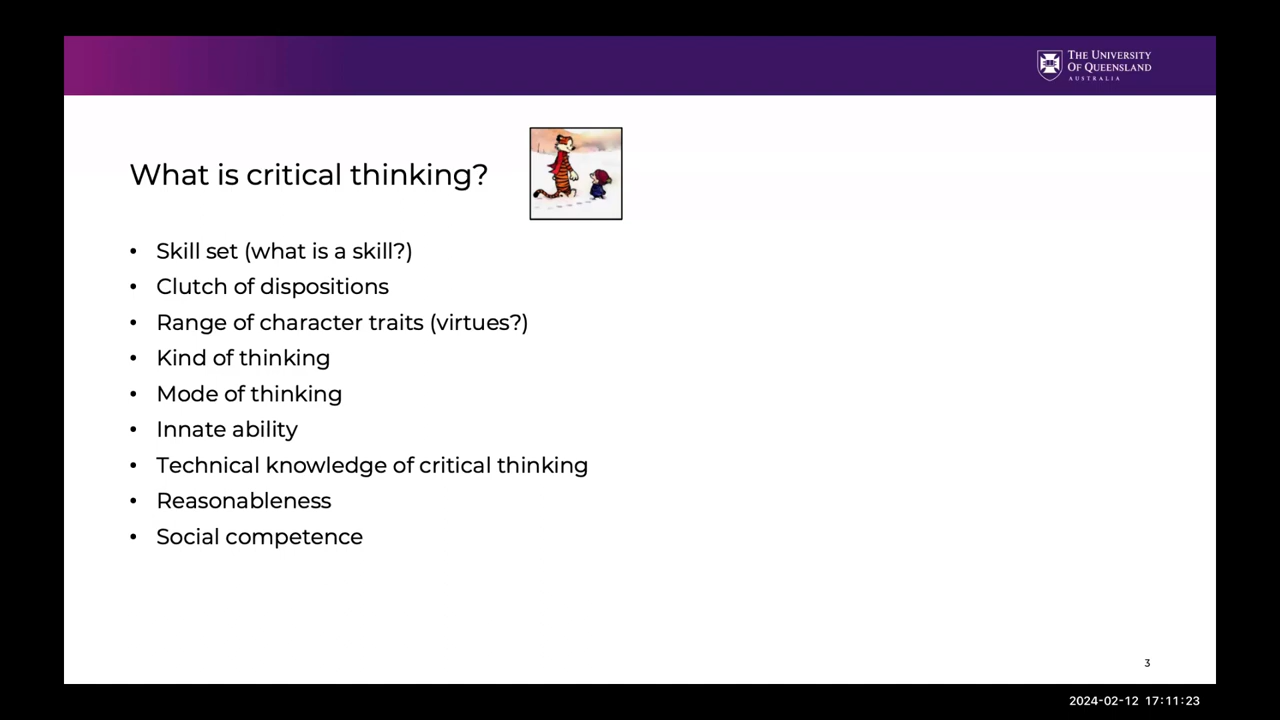 THE UNIVERSITY
OF QUEENSLAND
AUSTRALIA
What is critical thinking?
• Skill set (what is a skill?)
• Clutch of dispositions
• Range of character traits (virtues?)
• Kind of thinking
• Mode of thinking
• Innate ability
• Technical knowledge of critical thinking
• Reasonableness
• Social competence
3
2024-02-12 17:11:23